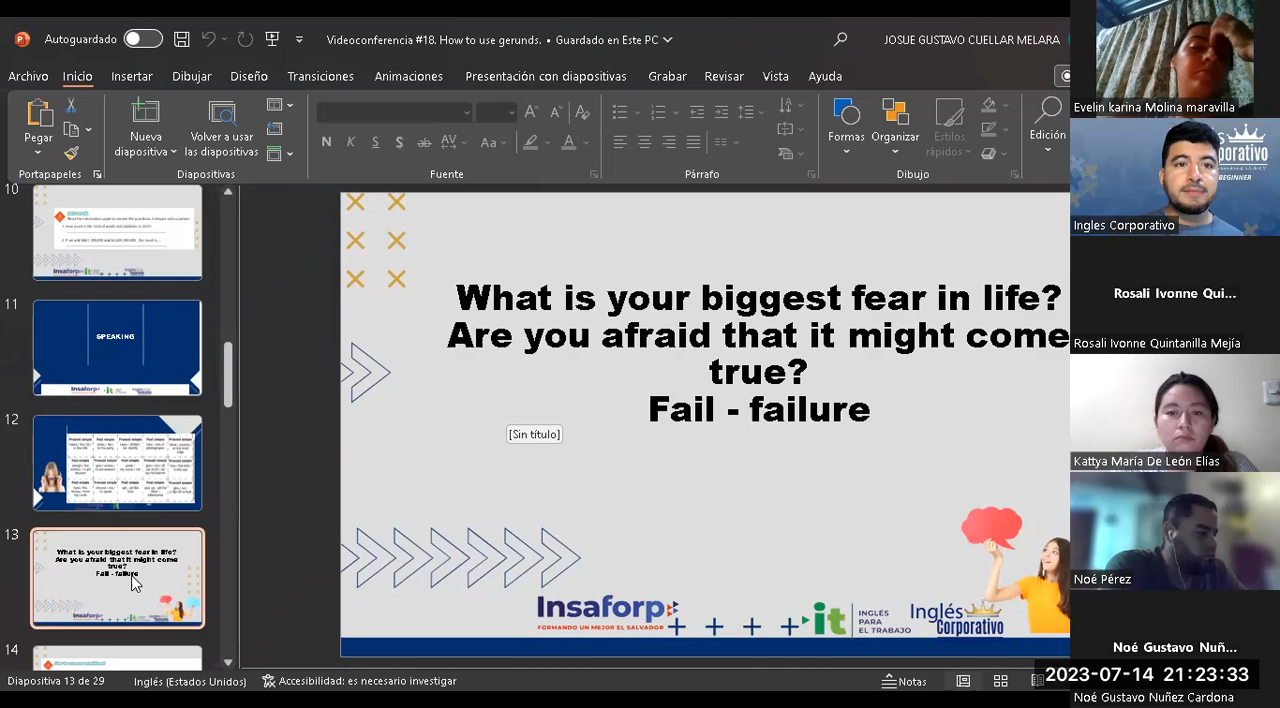 Autoguardado
Videoconferencia #18. How to use gerunds. • Guardado en Este PC
JOSUE GUSTAVO CUELLAR MELARA
Archivo Inicio Insertar Dibujar Diseño Transiciones Animaciones Presentación con diapositivas Grabar Revisar Vista Ayuda
Pegar
Nueva diapositiva
Volver a usar las diapositivas
Formas
Organizar
Estilos rápidos
Edición
Portapapeles
Diapositivas
Fuente
Párrafo
Dibujo
10
11
SPEAKING
12
13
What is your biggest fear in life?
Are you afraid that it might come
true?
Fail - failure
14
What is your biggest fear in life?
Are you afraid that it might come
true?
Fail - failure
[Sin título]
Insaforp
FORMANDO UN MEJOR EL SALVADOR
it
INGLÉS
PARA
EL TRABAJO
Inglés
Corporativo
Diapositiva 13 de 29
Inglés (Estados Unidos)
Accesibilidad: es necesario investigar
Notas
Evelin karina Molina maravilla
BEGINNER
Ingles Corporativo
Rosali Ivonne Qui...
Rosali Ivonne Quintanilla Mejía
Kattya María De León Elías
Noé Pérez
Noé Gustavo Nuñ...
2023-07-14 21:23:33
Noé Gustavo Nuñez Cardona